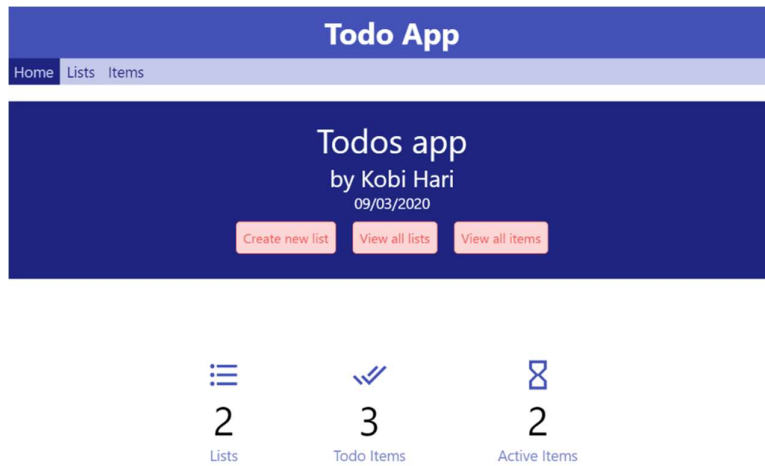 Todo App
Home Lists Items
Todos app
by Kobi Hari
09/03/2020
Create new list View all lists View all items
2 3 2
Lists Todo Items Active Items